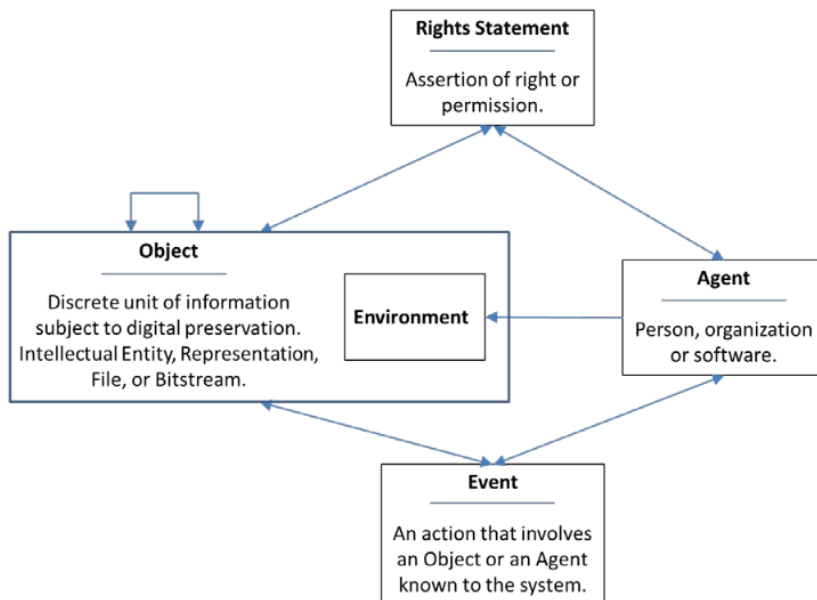 Rights Statement
Assertion of right or
permission.
Object
Discrete unit of information
subject to digital preservation.
Intellectual Entity, Representation,
File, or Bitstream.
Environment
Agent
Person, organization
or software.
Event
An action that involves
an Object or an Agent
known to the system.